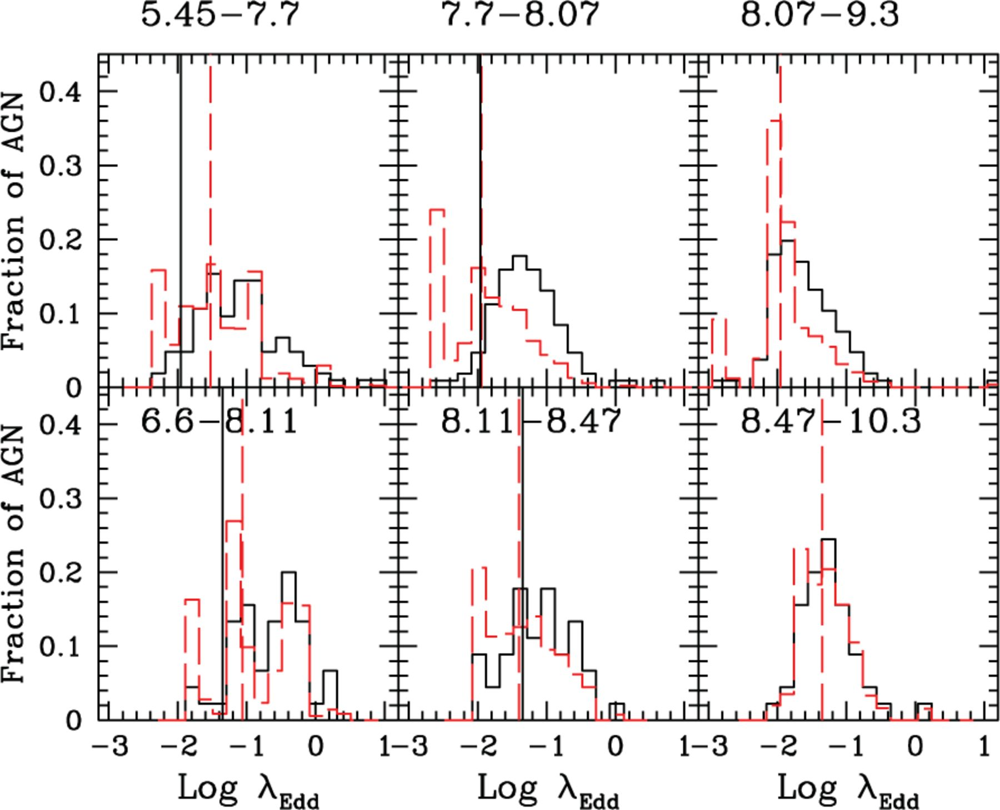 5.45−7.7 7.7−8.07 8.07−9.3
Fraction of AGN
0.4
0.3
0.2
0.1
0
6.6−8.11 8.11−8.47 8.47−10.3
Fraction of AGN
0.4
0.3
0.2
0.1
0
−3 −2 −1 0 1−3 −2 −1 0 1−3 −2 −1 0 1
Log λEdd Log λEdd Log λEdd